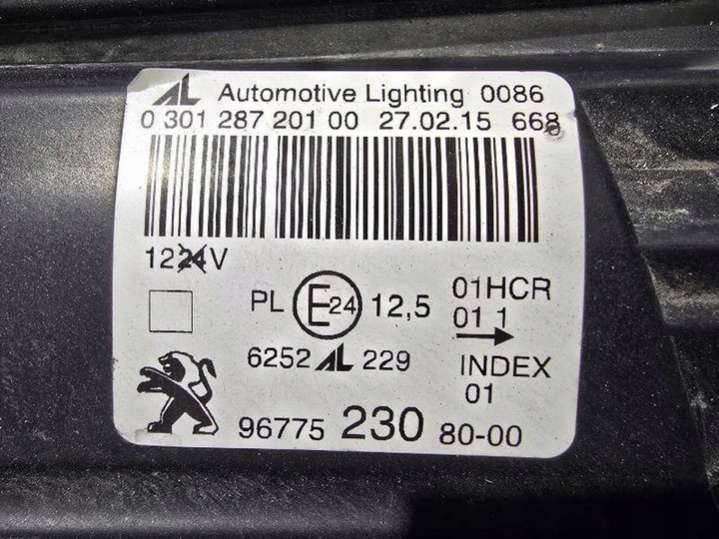 AL Automotive Lighting 0086
0 301 287 201 00 27.02.15 668
1224V
PL E24 12,5 01HCR
01 1
6252 AL 229 INDEX
01
96775 230 80-00